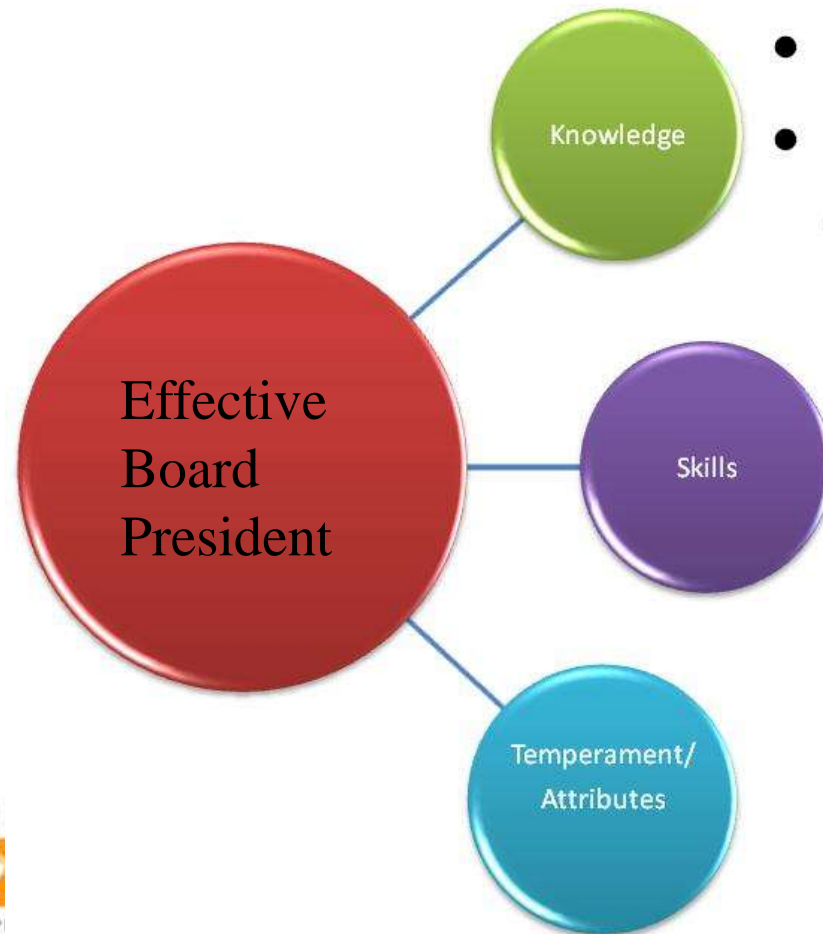 Knowledge
Effective
Board
President
Skills
Temperament/
Attributes